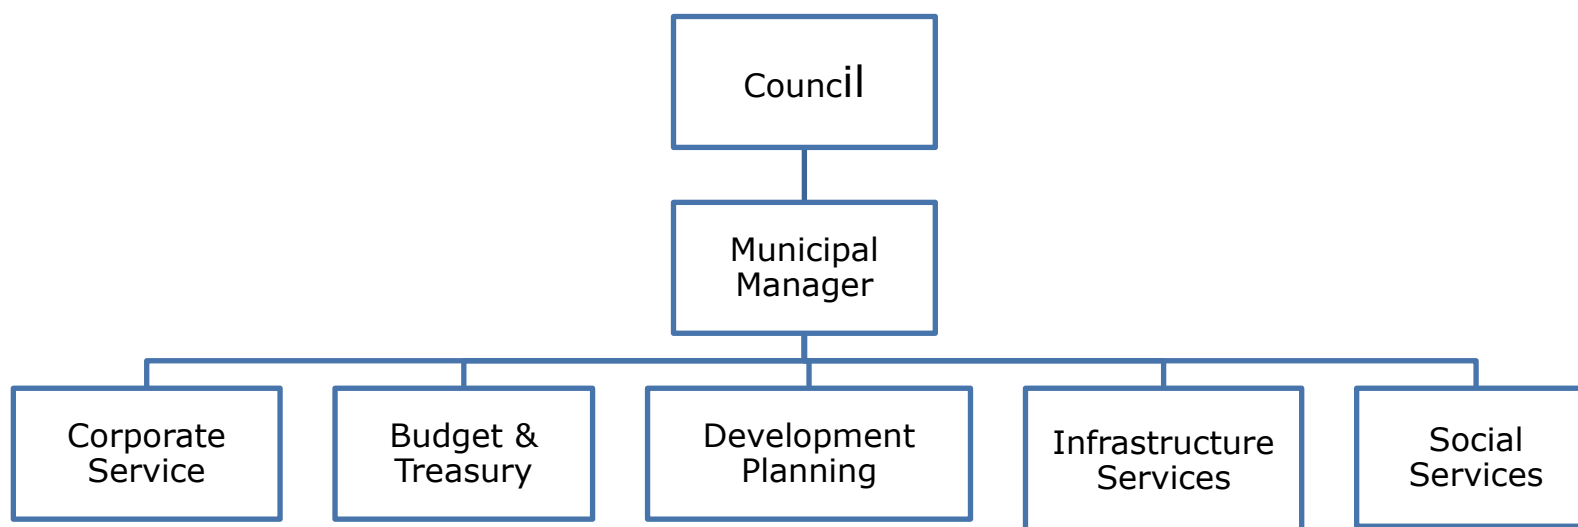 Council
Municipal
Manager
Corporate
Service
Budget &
Treasury
Development
Planning
Infrastructure
Services
Social
Services